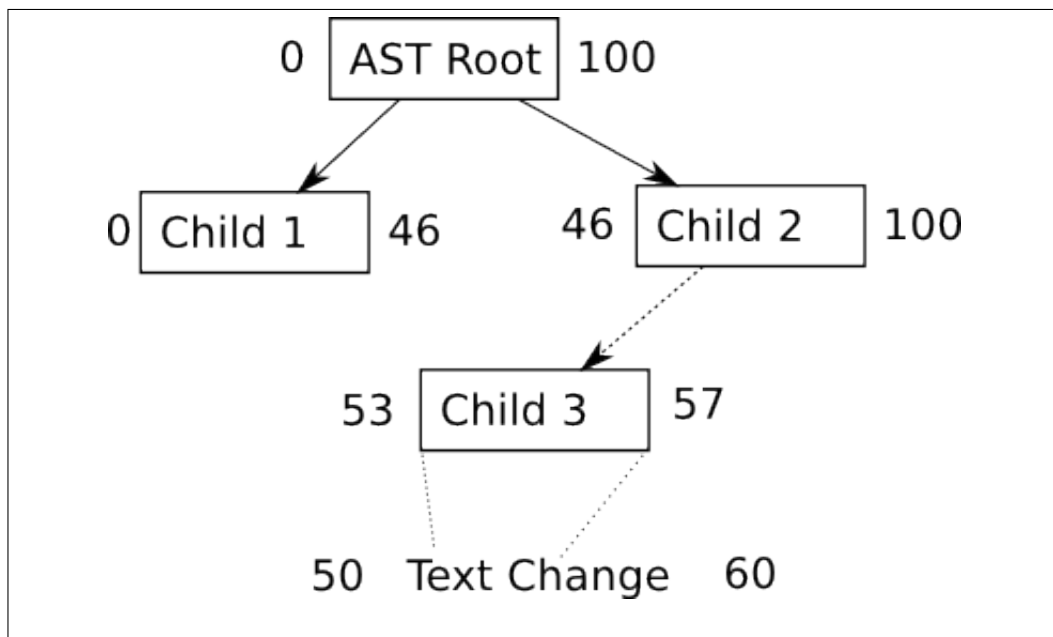 0 AST Root 100
0 Child 1 46
46 Child 2 100
53 Child 3 57
50 Text Change 60